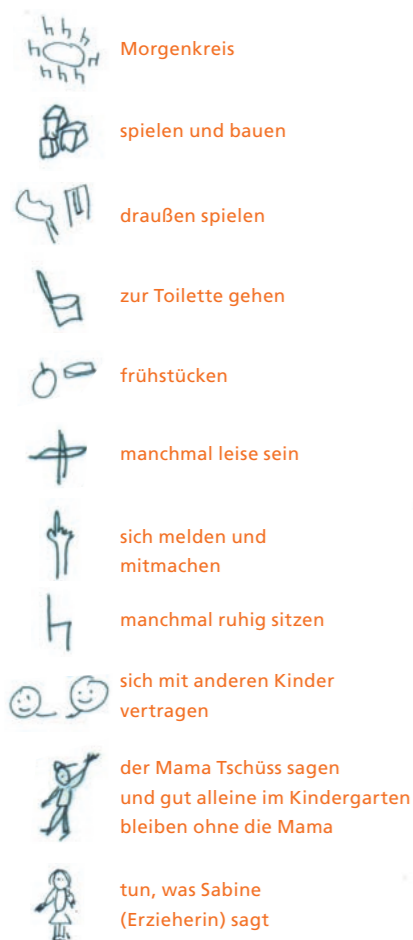 Morgenkreis
spielen und bauen
draußen spielen
zur Toilette gehen
frühstücken
manchmal leise sein
sich melden und
mitmachen
manchmal ruhig sitzen
sich mit anderen Kinder
vertragen
der Mama Tschüss sagen
und gut alleine im Kindergarten
bleiben ohne die Mama
tun, was Sabine
(Erzieherin) sagt